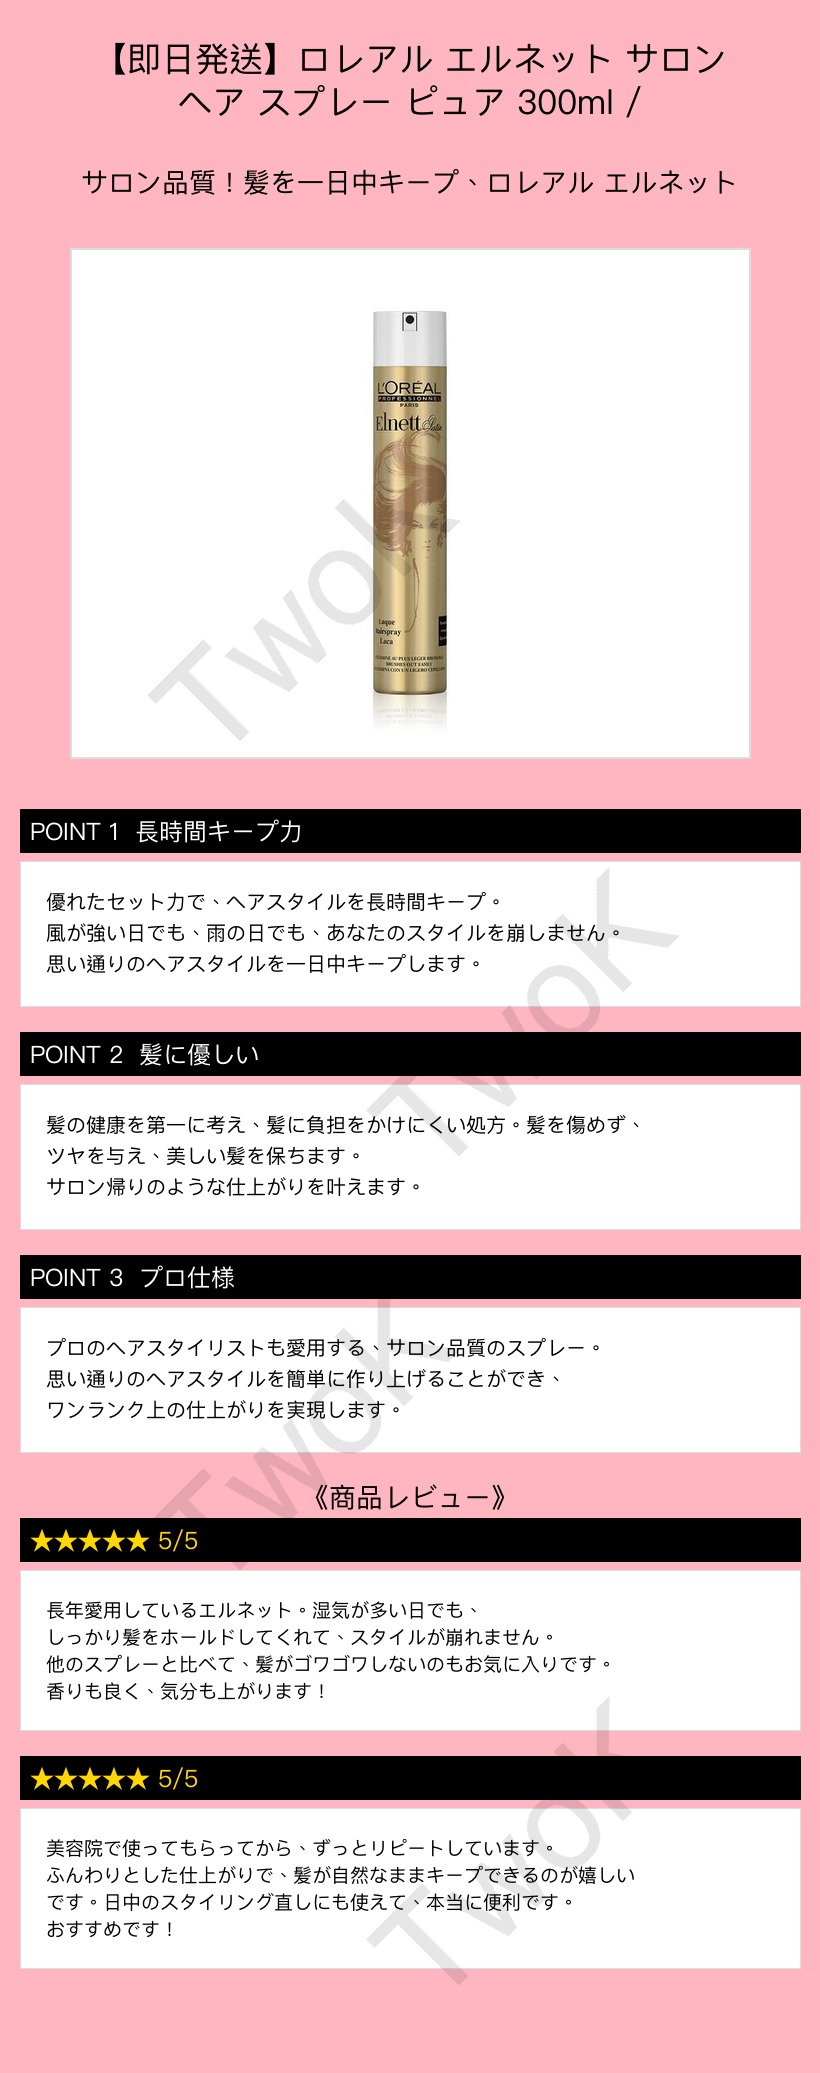 【即日発送】ロレアル エルネット サロン
ヘア スプレー ピュア 300ml /
サロン品質！髪を一日中キープ、ロレアル エルネット
L'ORÉAL
PROFESSIONNEL
PARIS
Elnett Satin
Laque
Hairspray
Laca
BRUSHES OUT EASILY
TwoK
POINT 1 長時間キープ力
優れたセット力で、ヘアスタイルを長時間キープ。
風が強い日でも、雨の日でも、あなたのスタイルを崩しません。
思い通りのヘアスタイルを一日中キープします。
TwoK
POINT 2 髪に優しい
髪の健康を第一に考え、髪に負担をかけにくい処方。髪を傷めず、
ツヤを与え、美しい髪を保ちます。
サロン帰りのような仕上がりを叶えます。
POINT 3 プロ仕様
プロのヘアスタイリストも愛用する、サロン品質のスプレー。
思い通りのヘアスタイルを簡単に作り上げることができ、
ワンランク上の仕上がりを実現します。
TwoK
《商品レビュー》
★★★★★ 5/5
長年愛用しているエルネット。湿気が多い日でも、
しっかり髪をホールドしてくれて、スタイルが崩れません。
他のスプレーと比べて、髪がゴワゴワしないのもお気に入りです。
香りも良く、気分も上がります！
★★★★★ 5/5
美容院で使ってもらってから、ずっとリピートしています。
ふんわりとした仕上がりで、髪が自然なままキープできるのが嬉しい
です。日中のスタイリング直しにも使えて、本当に便利です。
おすすめです！
TwoK